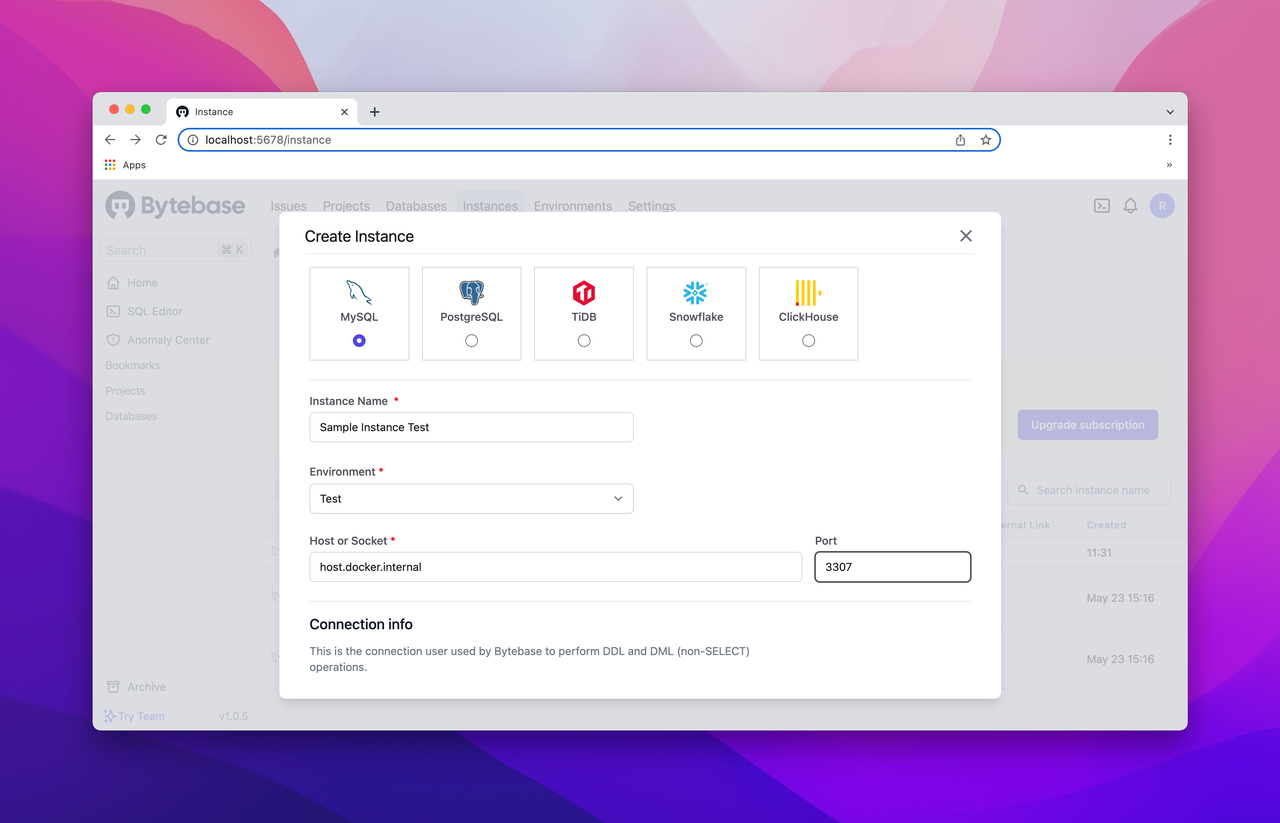 Instance
localhost:5678/instance
Apps
Bytebase
Issues Projects Databases Instances Environments Settings
R
Search ⌘ K
Home
SQL Editor
Anomaly Center
Bookmarks
Projects
Databases
Archive
Try Team v1.0.5
Create Instance
MySQL PostgreSQL TiDB Snowflake ClickHouse
Instance Name *
Sample Instance Test
Environment *
Test
Host or Socket * Port
host.docker.internal 3307
Connection info
This is the connection user used by Bytebase to perform DDL and DML (non-SELECT)
operations.
Upgrade subscription
Search instance name
Link Created
11:31
May 23 15:16
May 23 15:16